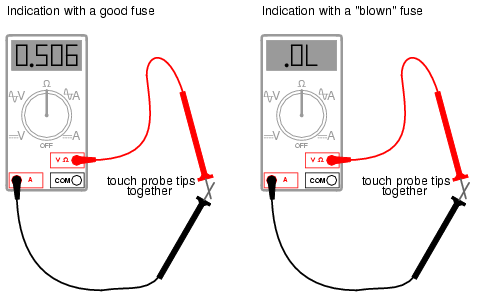 Indication with a good fuse
0.506
Ω
V A
V A
OFF
V Ω
A
COM
touch probe tips
together
Indication with a "blown" fuse
.OL
Ω
V A
V A
OFF
V Ω
A
COM
touch probe tips
together